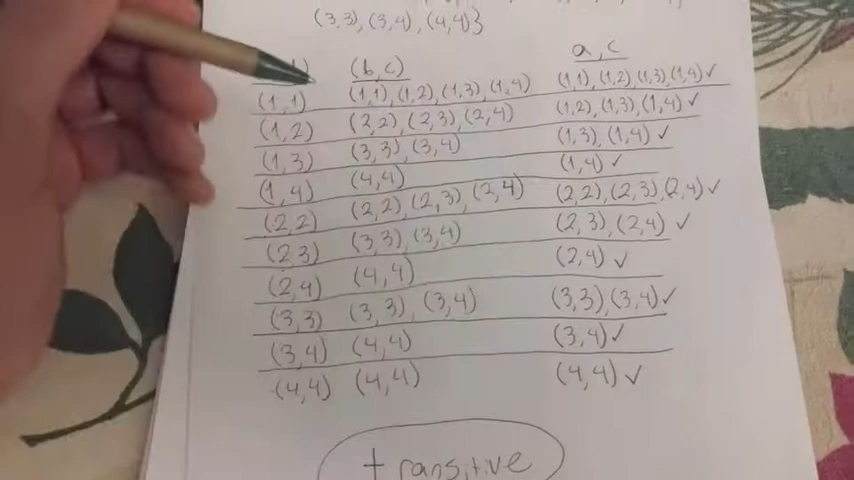 (3,3), (3,4), (4,4)}
(b,c) a,c
(1,1) (1,1), (1,2), (1,3), (1,4) (1,1), (1,2), (1,3), (1,4) ✓
(1,2) (2,2), (2,3), (2,4) (1,2), (1,3), (1,4) ✓
(1,3) (3,3), (3,4) (1,3), (1,4) ✓
(1,4) (4,4) (1,4) ✓
(2,2) (2,2), (2,3), (2,4) (2,2), (2,3), (2,4) ✓
(2,3) (3,3), (3,4) (2,3), (2,4) ✓
(2,4) (4,4) (2,4) ✓
(3,3) (3,3), (3,4) (3,3), (3,4) ✓
(3,4) (4,4) (3,4) ✓
(4,4) (4,4) (4,4) ✓
transitive